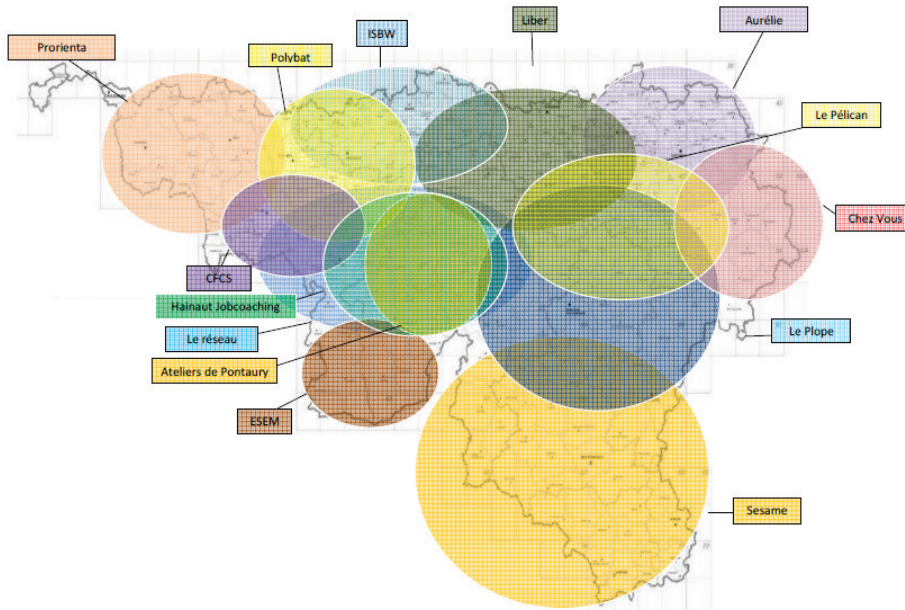 Liber
Aurélie
ISBW
Prorienta
Polybat
Le Pélican
Chez Vous
CFCS
Hainaut Jobcoaching
Le réseau
Le Plope
Ateliers de Pontaury
ESEM
Sesame